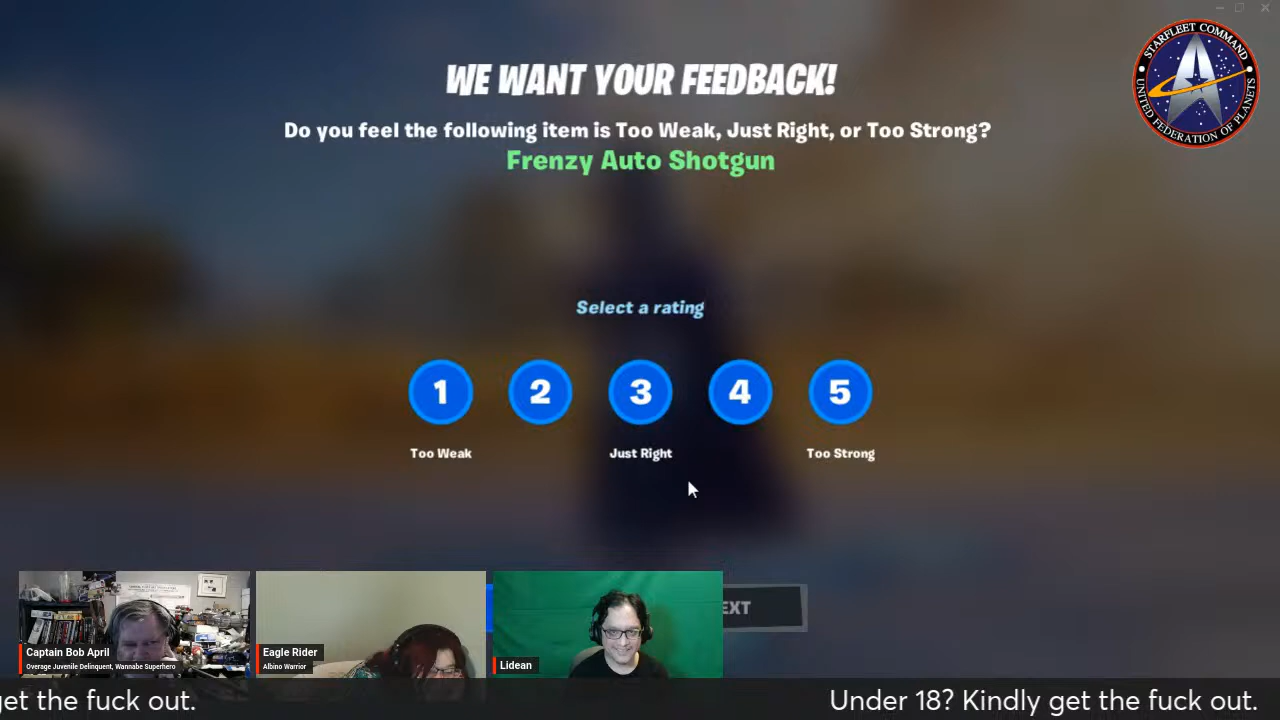 STARFLEET COMMAND
UNITED FEDERATION OF PLANETS
WE WANT YOUR FEEDBACK!
Do you feel the following item is Too Weak, Just Right, or Too Strong?
Frenzy Auto Shotgun
Select a rating
1 2 3 4 5
Too Weak Just Right Too Strong
EXT
Captain Bob April
Overage Juvenile Delinquent, Wannabe Superhero
Eagle Rider
Albino Warrior
Lidean
get the fuck out. Under 18? Kindly get the fuck out.